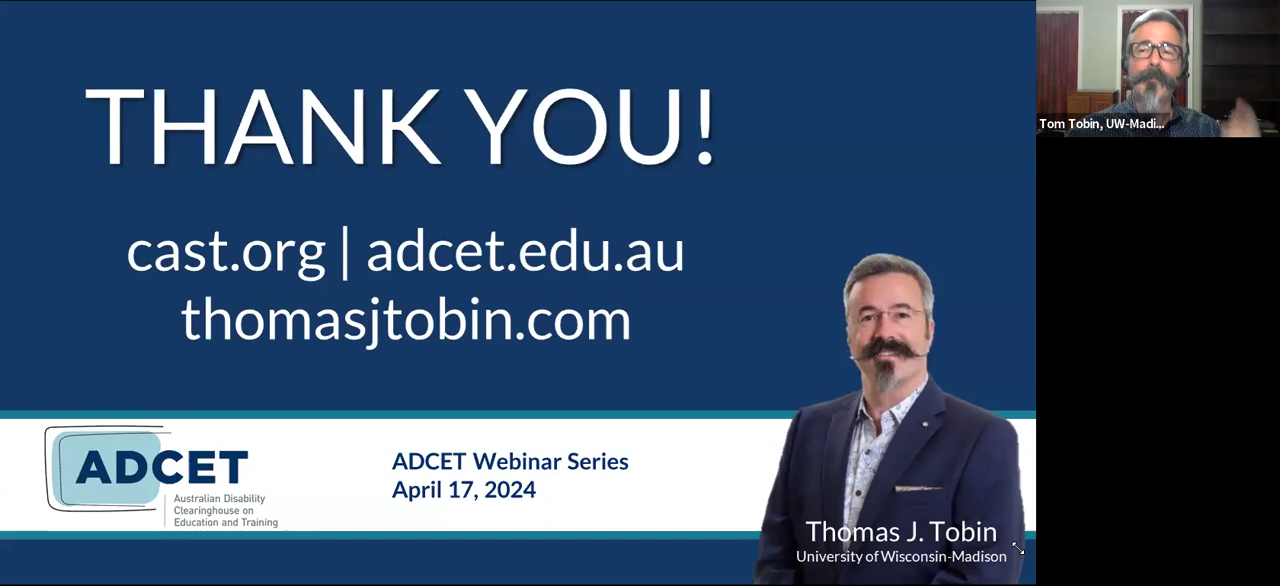 THANK YOU!
cast.org | adcet.edu.au
thomasjtobin.com
ADCET
Australian Disability
Clearinghouse on
Education and Training
ADCET Webinar Series
April 17, 2024
Thomas J. Tobin
University of Wisconsin-Madison
Tom Tobin, UW-Madi...